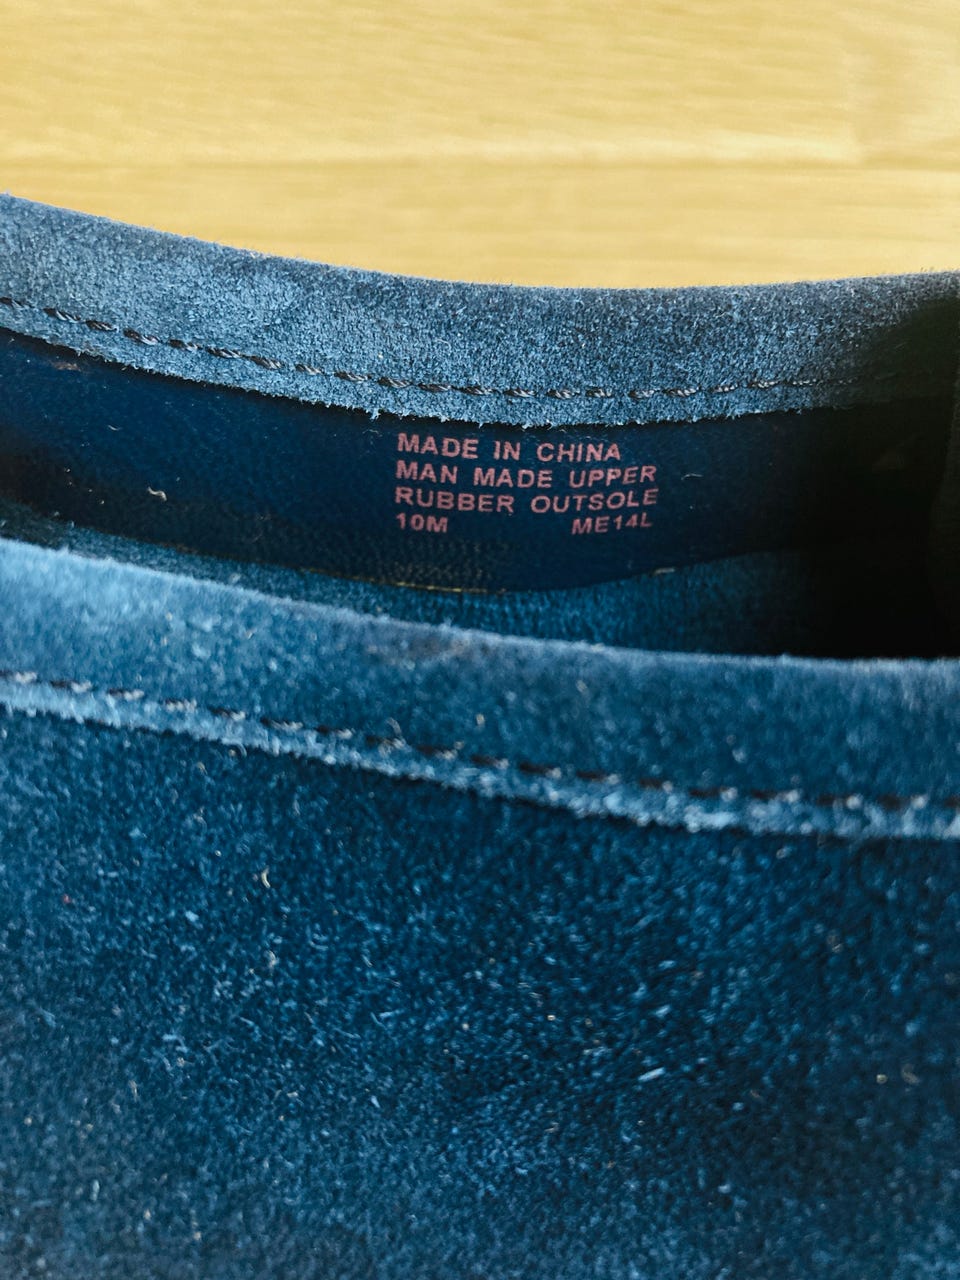 MADE IN CHINA
MAN MADE UPPER
RUBBER OUTSOLE
10M ME14L